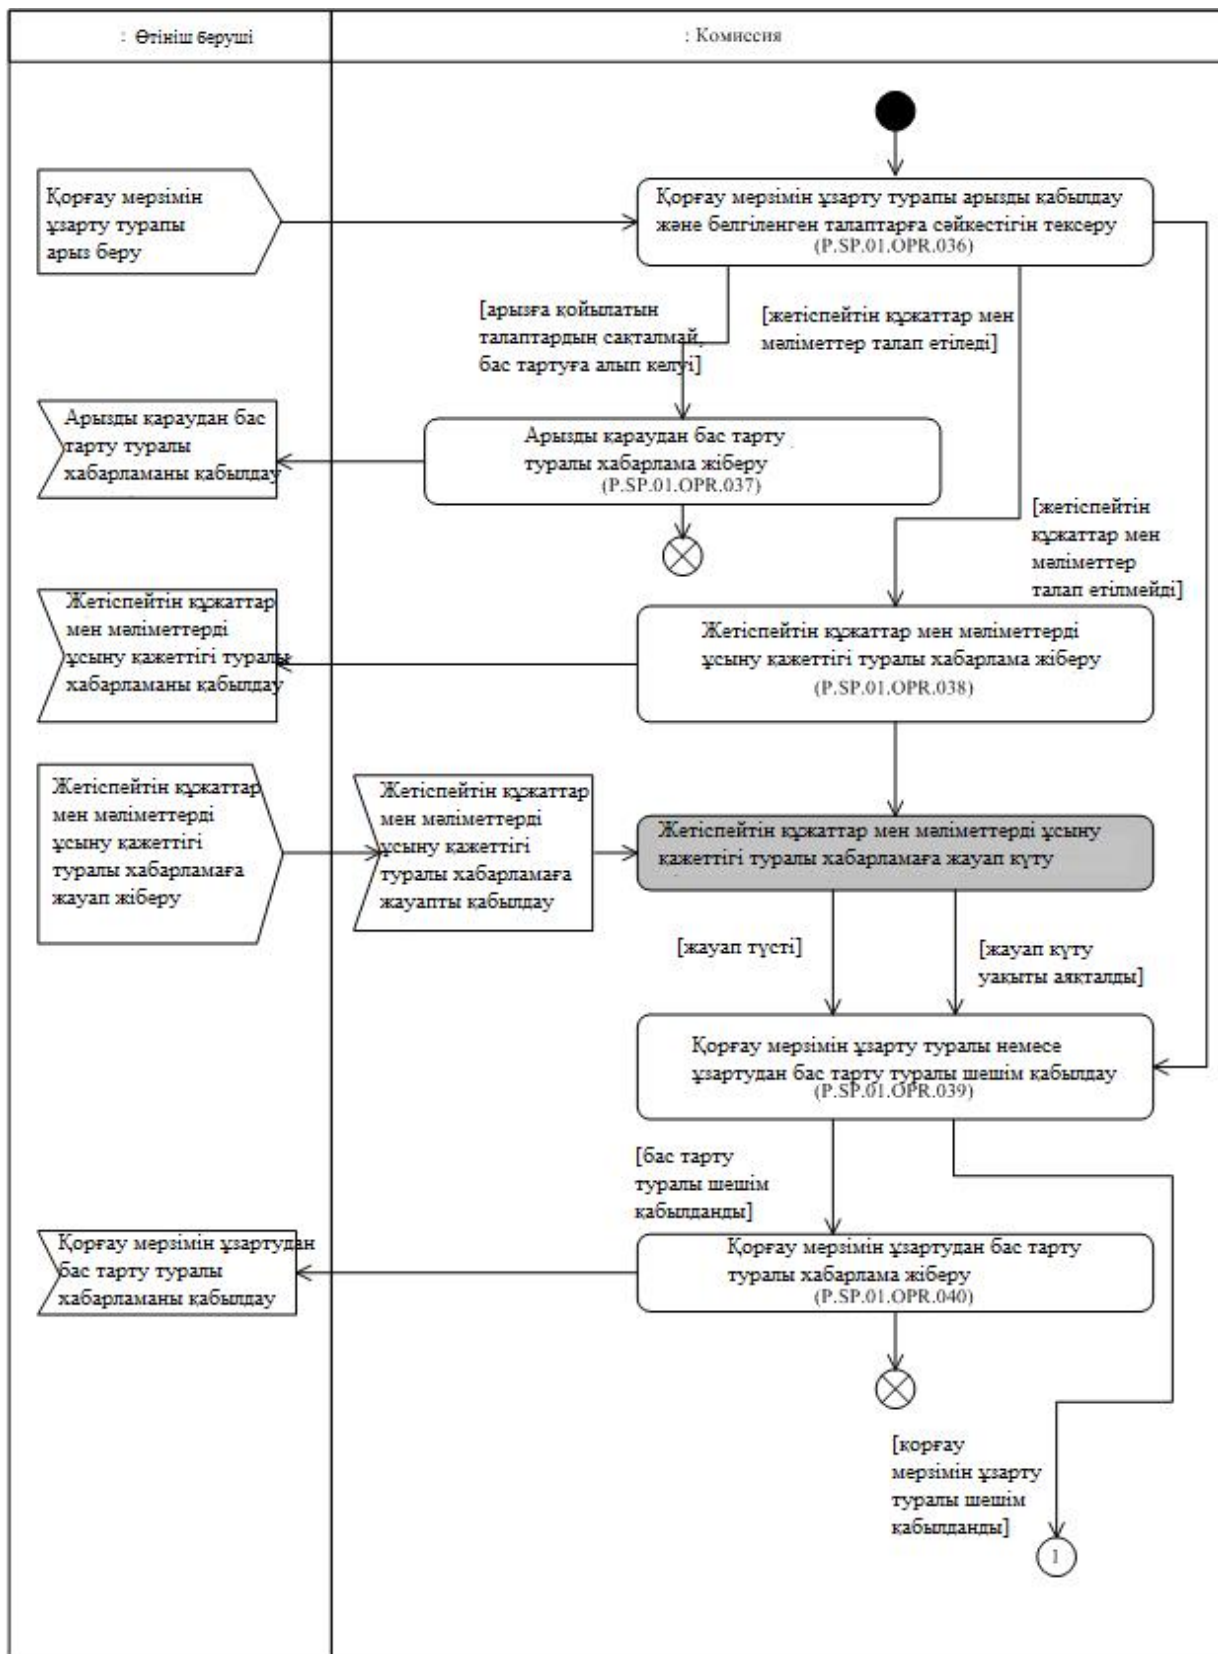 : Өтініш беруші
: Комиссия
Қорғау мерзімін
ұзарту турапы
арыз беру
Қорғау мерзімін ұзарту турапы арызды қабылдау
және белгіленген талаптарға сәйкестігін тексеру
(P.SP.01.OPR.036)
[арызға қойылатын
талаптардың сақталмай,
бас тартуға алып келуі]
[жетіспейтін құжаттар мен
мәліметтер талап етіледі]
Арызды қараудан бас
тарту туралы
хабарламаны қабылдау
Арызды қараудан бас тарту
туралы хабарлама жіберу
(P.SP.01.OPR.037)
[жетіспейтін
құжаттар мен
мәліметтер
талап етілмейді]
Жетіспейтін құжаттар
мен мәліметтерді
ұсыну қажеттігі туралы
хабарламаны қабылдау
Жетіспейтін құжаттар мен мәліметтерді
ұсыну қажеттігі туралы хабарлама жіберу
(P.SP.01.OPR.038)
Жетіспейтін құжаттар
мен мәліметтерді
ұсыну қажеттігі
туралы хабарламаға
жауап жіберу
Жетіспейтін құжаттар
мен мәліметтерді
ұсыну қажеттігі
туралы хабарламаға
жауапты қабылдау
Жетіспейтін құжаттар мен мәліметтерді ұсыну
қажеттігі туралы хабарламаға жауап күту
[жауап түсті]
[жауап күту
уақыты аяқталды]
Қорғау мерзімін ұзарту туралы немесе
ұзартудан бас тарту туралы шешім қабылдау
(P.SP.01.OPR.039)
[бас тарту
туралы шешім
қабылданды]
Қорғау мерзімін ұзартудан
бас тарту туралы
хабарламаны қабылдау
Қорғау мерзімін ұзартудан бас тарту
туралы хабарлама жіберу
(P.SP.01.OPR.040)
[қорғау
мерзімін ұзарту
туралы шешім
қабылданды]
1